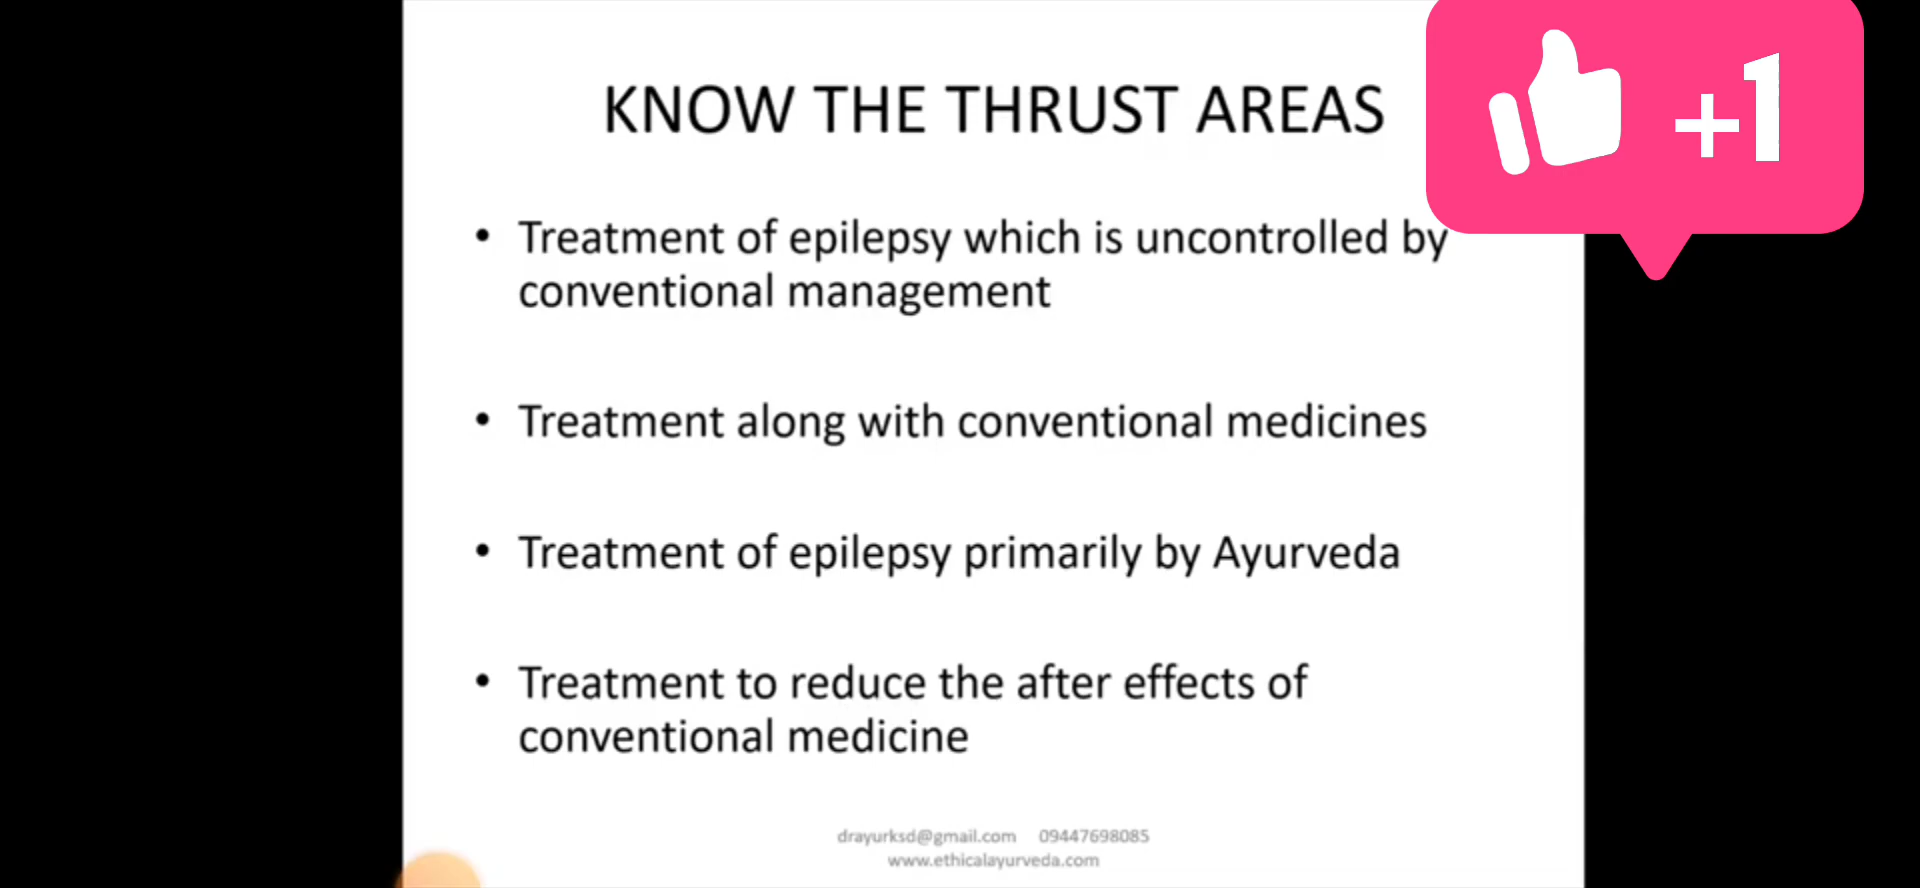 KNOW THE THRUST AREAS
+1
• Treatment of epilepsy which is uncontrolled by
conventional management
• Treatment along with conventional medicines
• Treatment of epilepsy primarily by Ayurveda
• Treatment to reduce the after effects of
conventional medicine
drayurksd@gmail.com 09447698085
www.ethicalayurveda.com